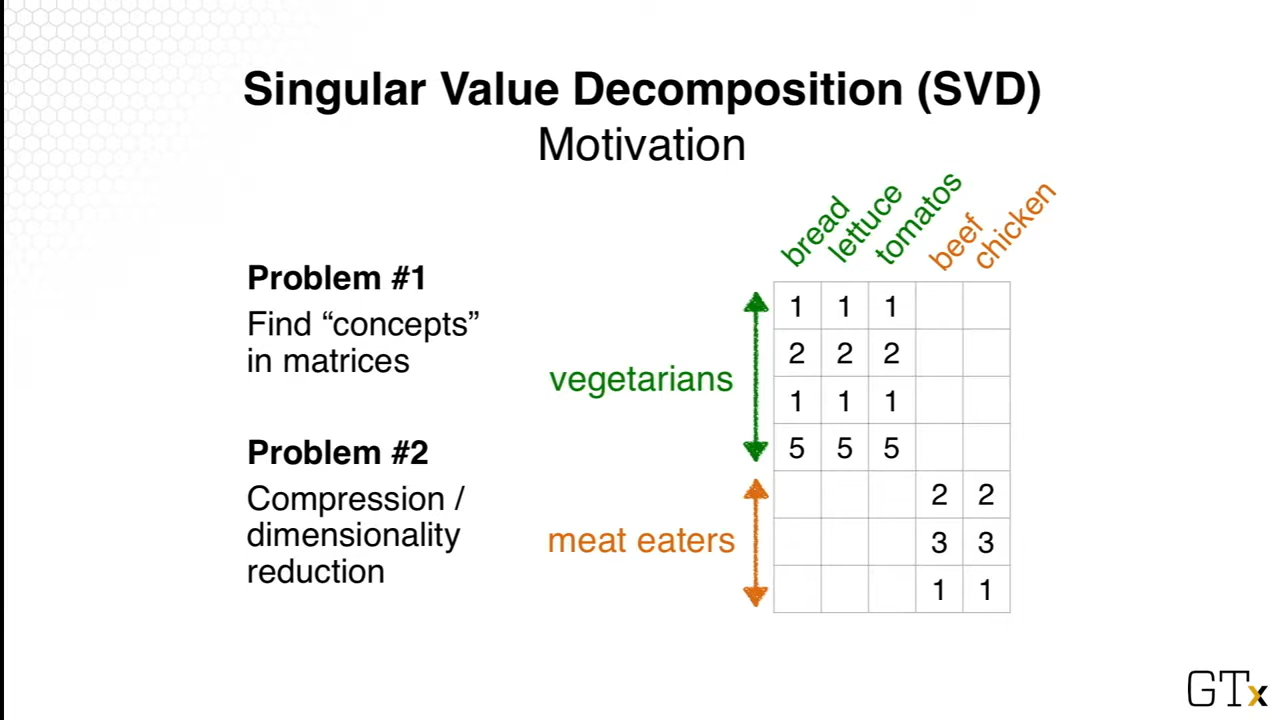 Singular Value Decomposition (SVD)
Motivation
Problem #1
Find “concepts”
in matrices
Problem #2
Compression /
dimensionality
reduction
bread
lettuce
tomatos
beef
chicken
vegetarians
meat eaters
1 1 1
2 2 2
1 1 1
5 5 5
2 2
3 3
1 1
GTx